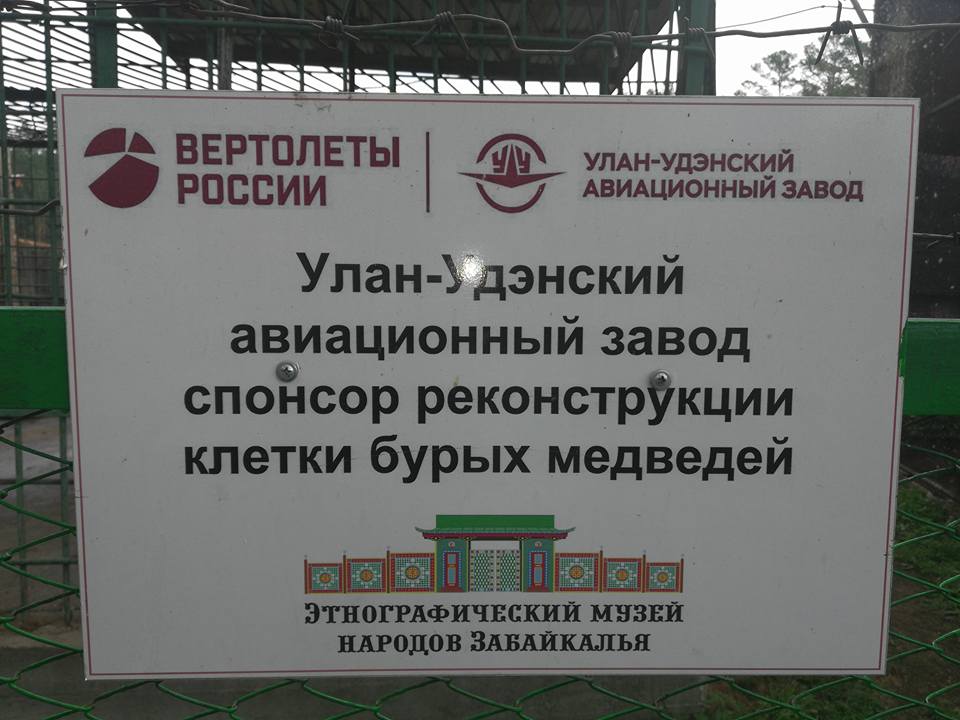 ВЕРТОЛЕТЫ
РОССИИ
УЛАН-УДЭНСКИЙ
АВИАЦИОННЫЙ ЗАВОД
Улан-Удэнский
авиационный завод
спонсор реконструкции
клетки бурых медведей
Этнографический музей
народов Забайкалья